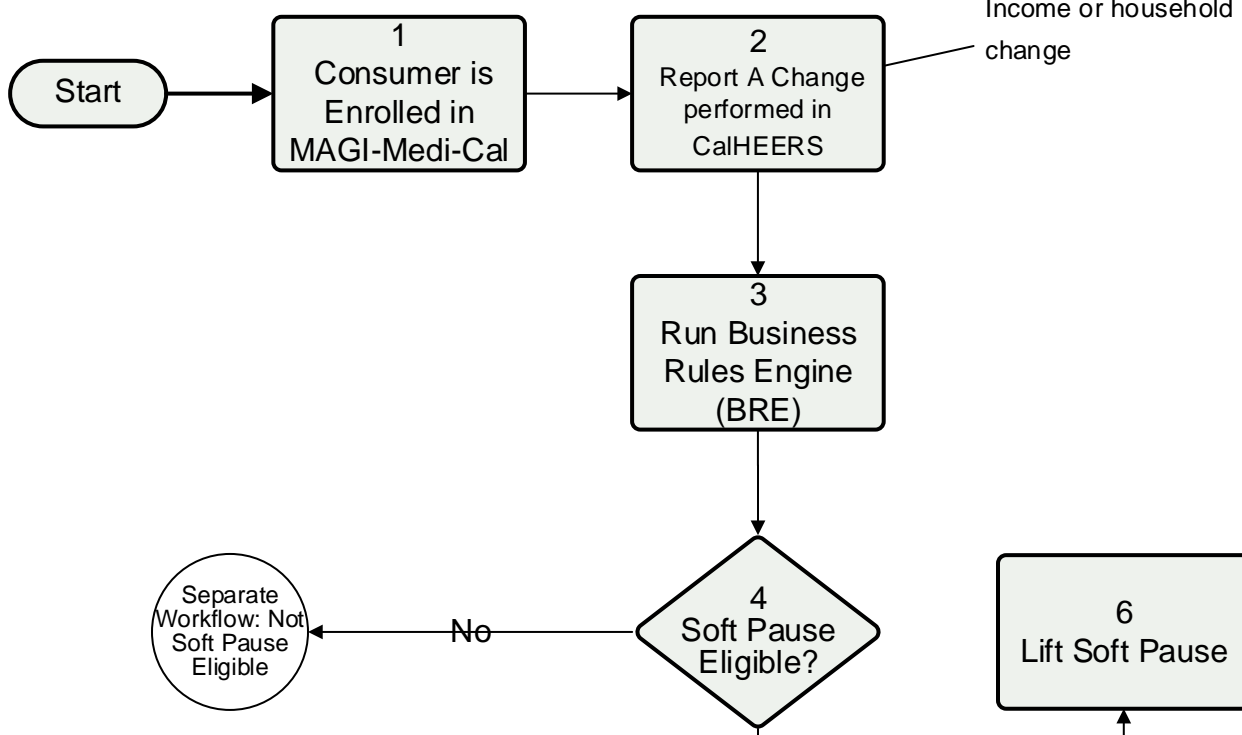 Income or household
change
Start
1
Consumer is
Enrolled in
MAGI-Medi-Cal
2
Report A Change
performed in
CalHEERS
3
Run Business
Rules Engine
(BRE)
4
Soft Pause
Eligible?
No
Separate
Workflow: Not
Soft Pause
Eligible
6
Lift Soft Pause